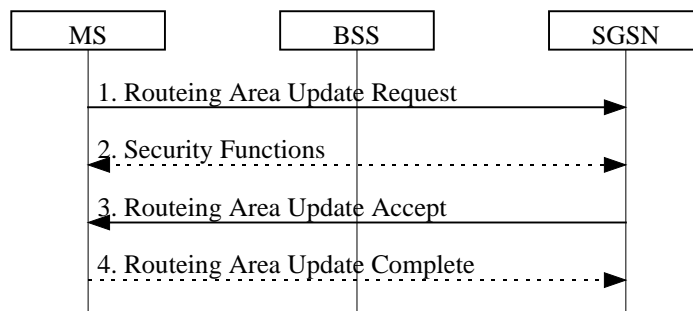 MS BSS SGSN
1. Routeing Area Update Request
2. Security Functions
3. Routeing Area Update Accept
4. Routeing Area Update Complete